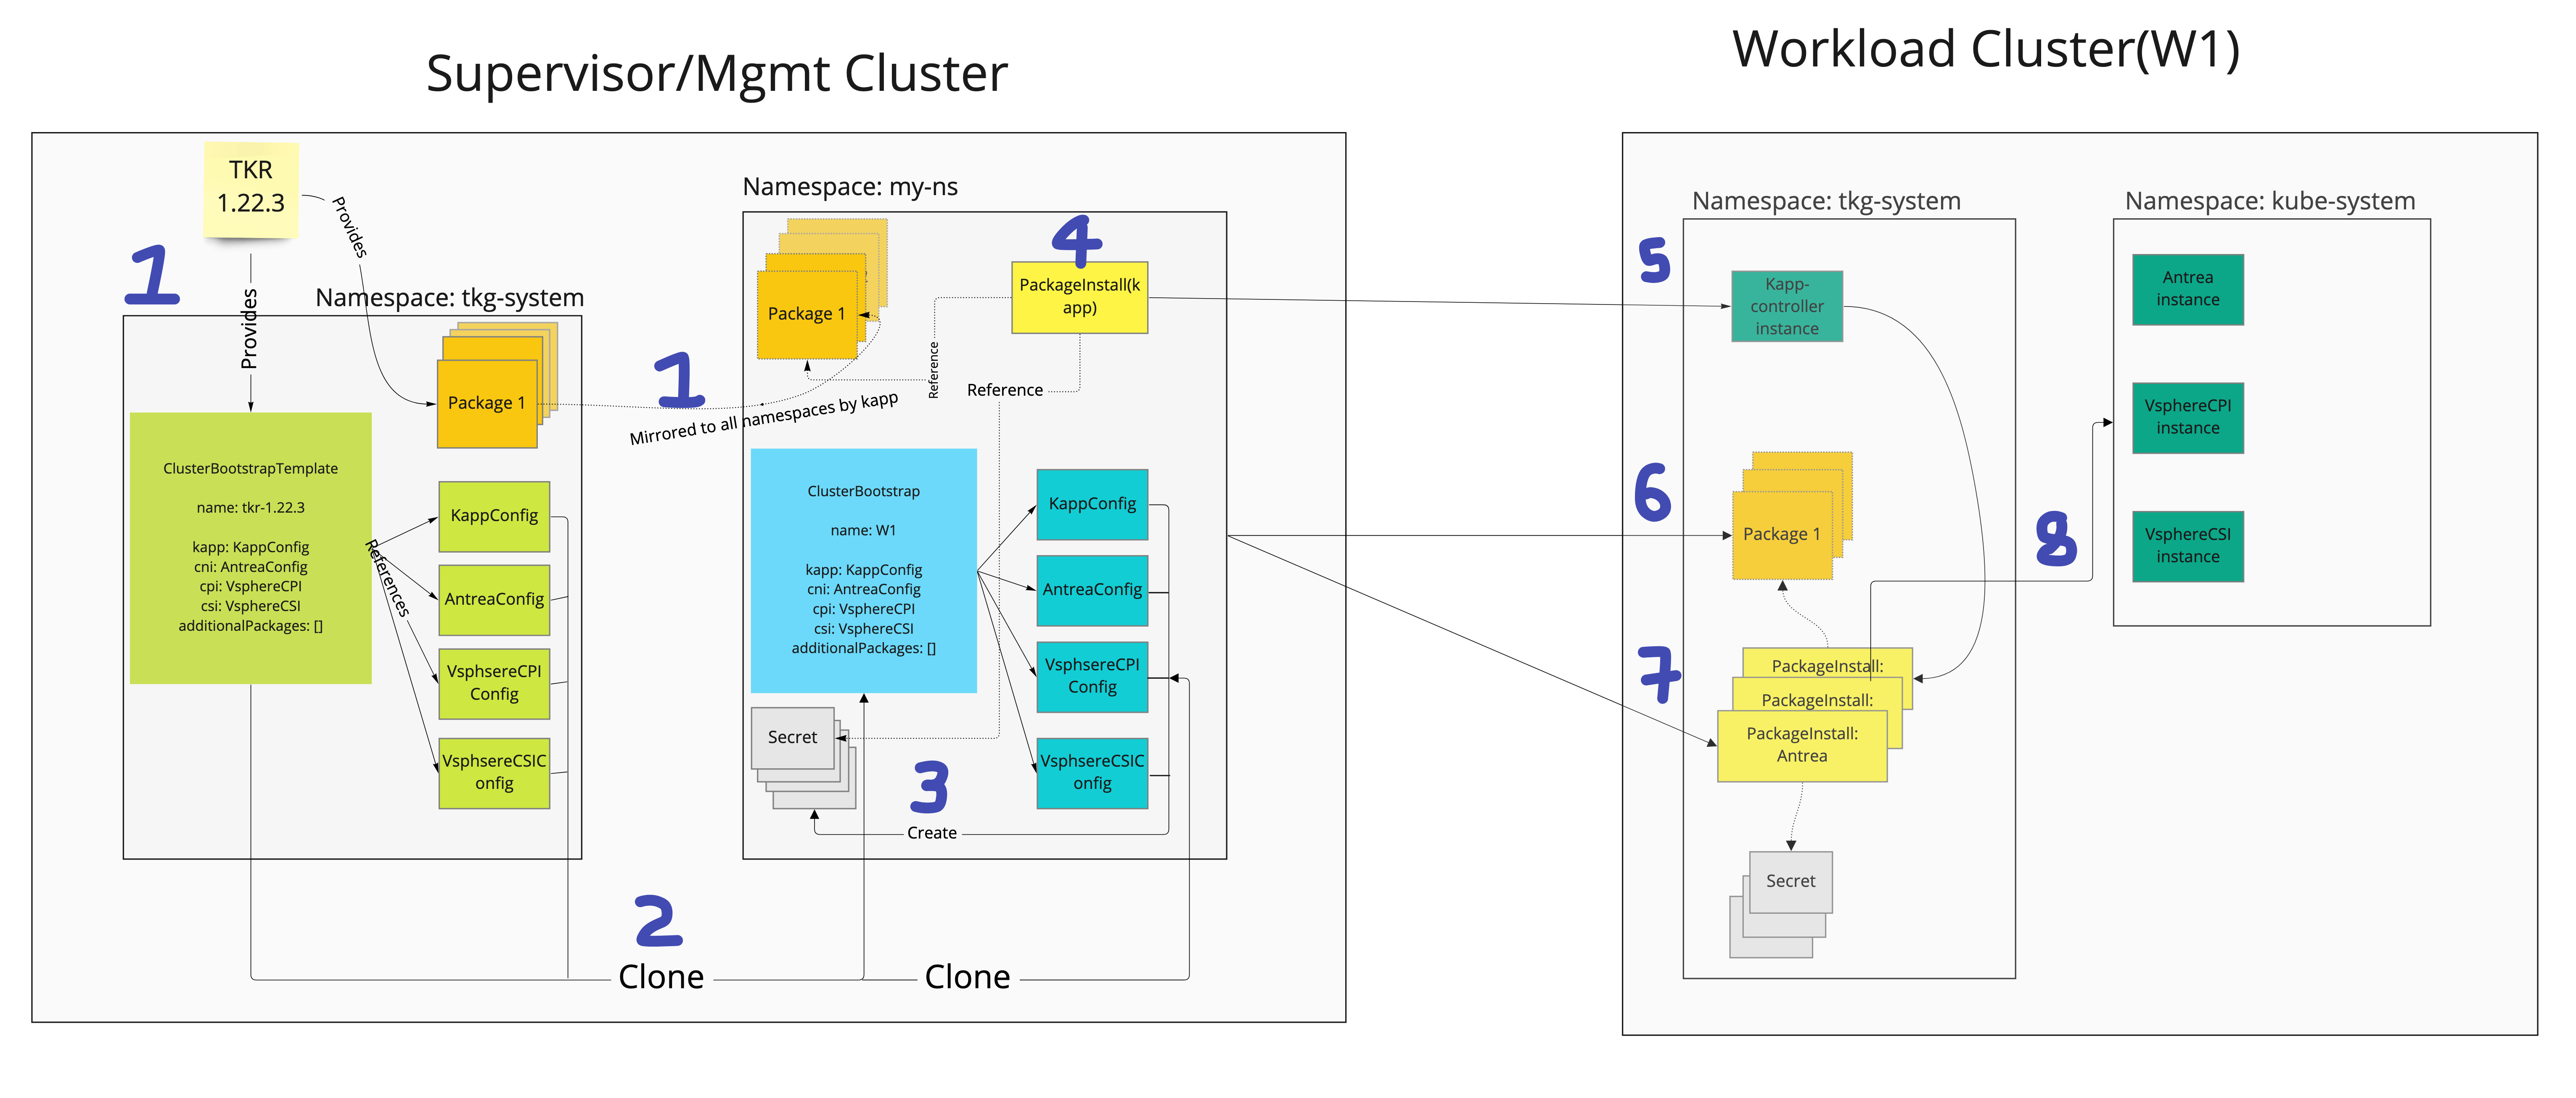 Supervisor/Mgmt Cluster
Workload Cluster(W1)
TKR
1.22.3
Provides
Provides
1
Namespace: tkg-system
Package 1
ClusterBootstrapTemplate
name: tkr-1.22.3
kapp: KappConfig
cni: AntreaConfig
cpi: VsphereCPI
csi: VsphereCSI
additionalPackages: []
References
KappConfig
AntreaConfig
VsphsereCPI
Config
VsphsereCSIC
onfig
1
Mirrored to all namespaces by kapp
2
Clone
Clone
Namespace: my-ns
Package 1
4
PackageInstall(k
app)
Reference
Reference
ClusterBootstrap
name: W1
kapp: KappConfig
cni: AntreaConfig
cpi: VsphereCPI
csi: VsphereCSI
additionalPackages: []
KappConfig
AntreaConfig
VsphsereCPI
Config
VsphsereCSIC
onfig
Secret
3
Create
Namespace: tkg-system
5
Kapp-
controller
instance
6
Package 1
7
PackageInstall:
PackageInstall:
PackageInstall:
Antrea
Secret
8
Namespace: kube-system
Antrea
instance
VsphereCPI
instance
VsphereCSI
instance